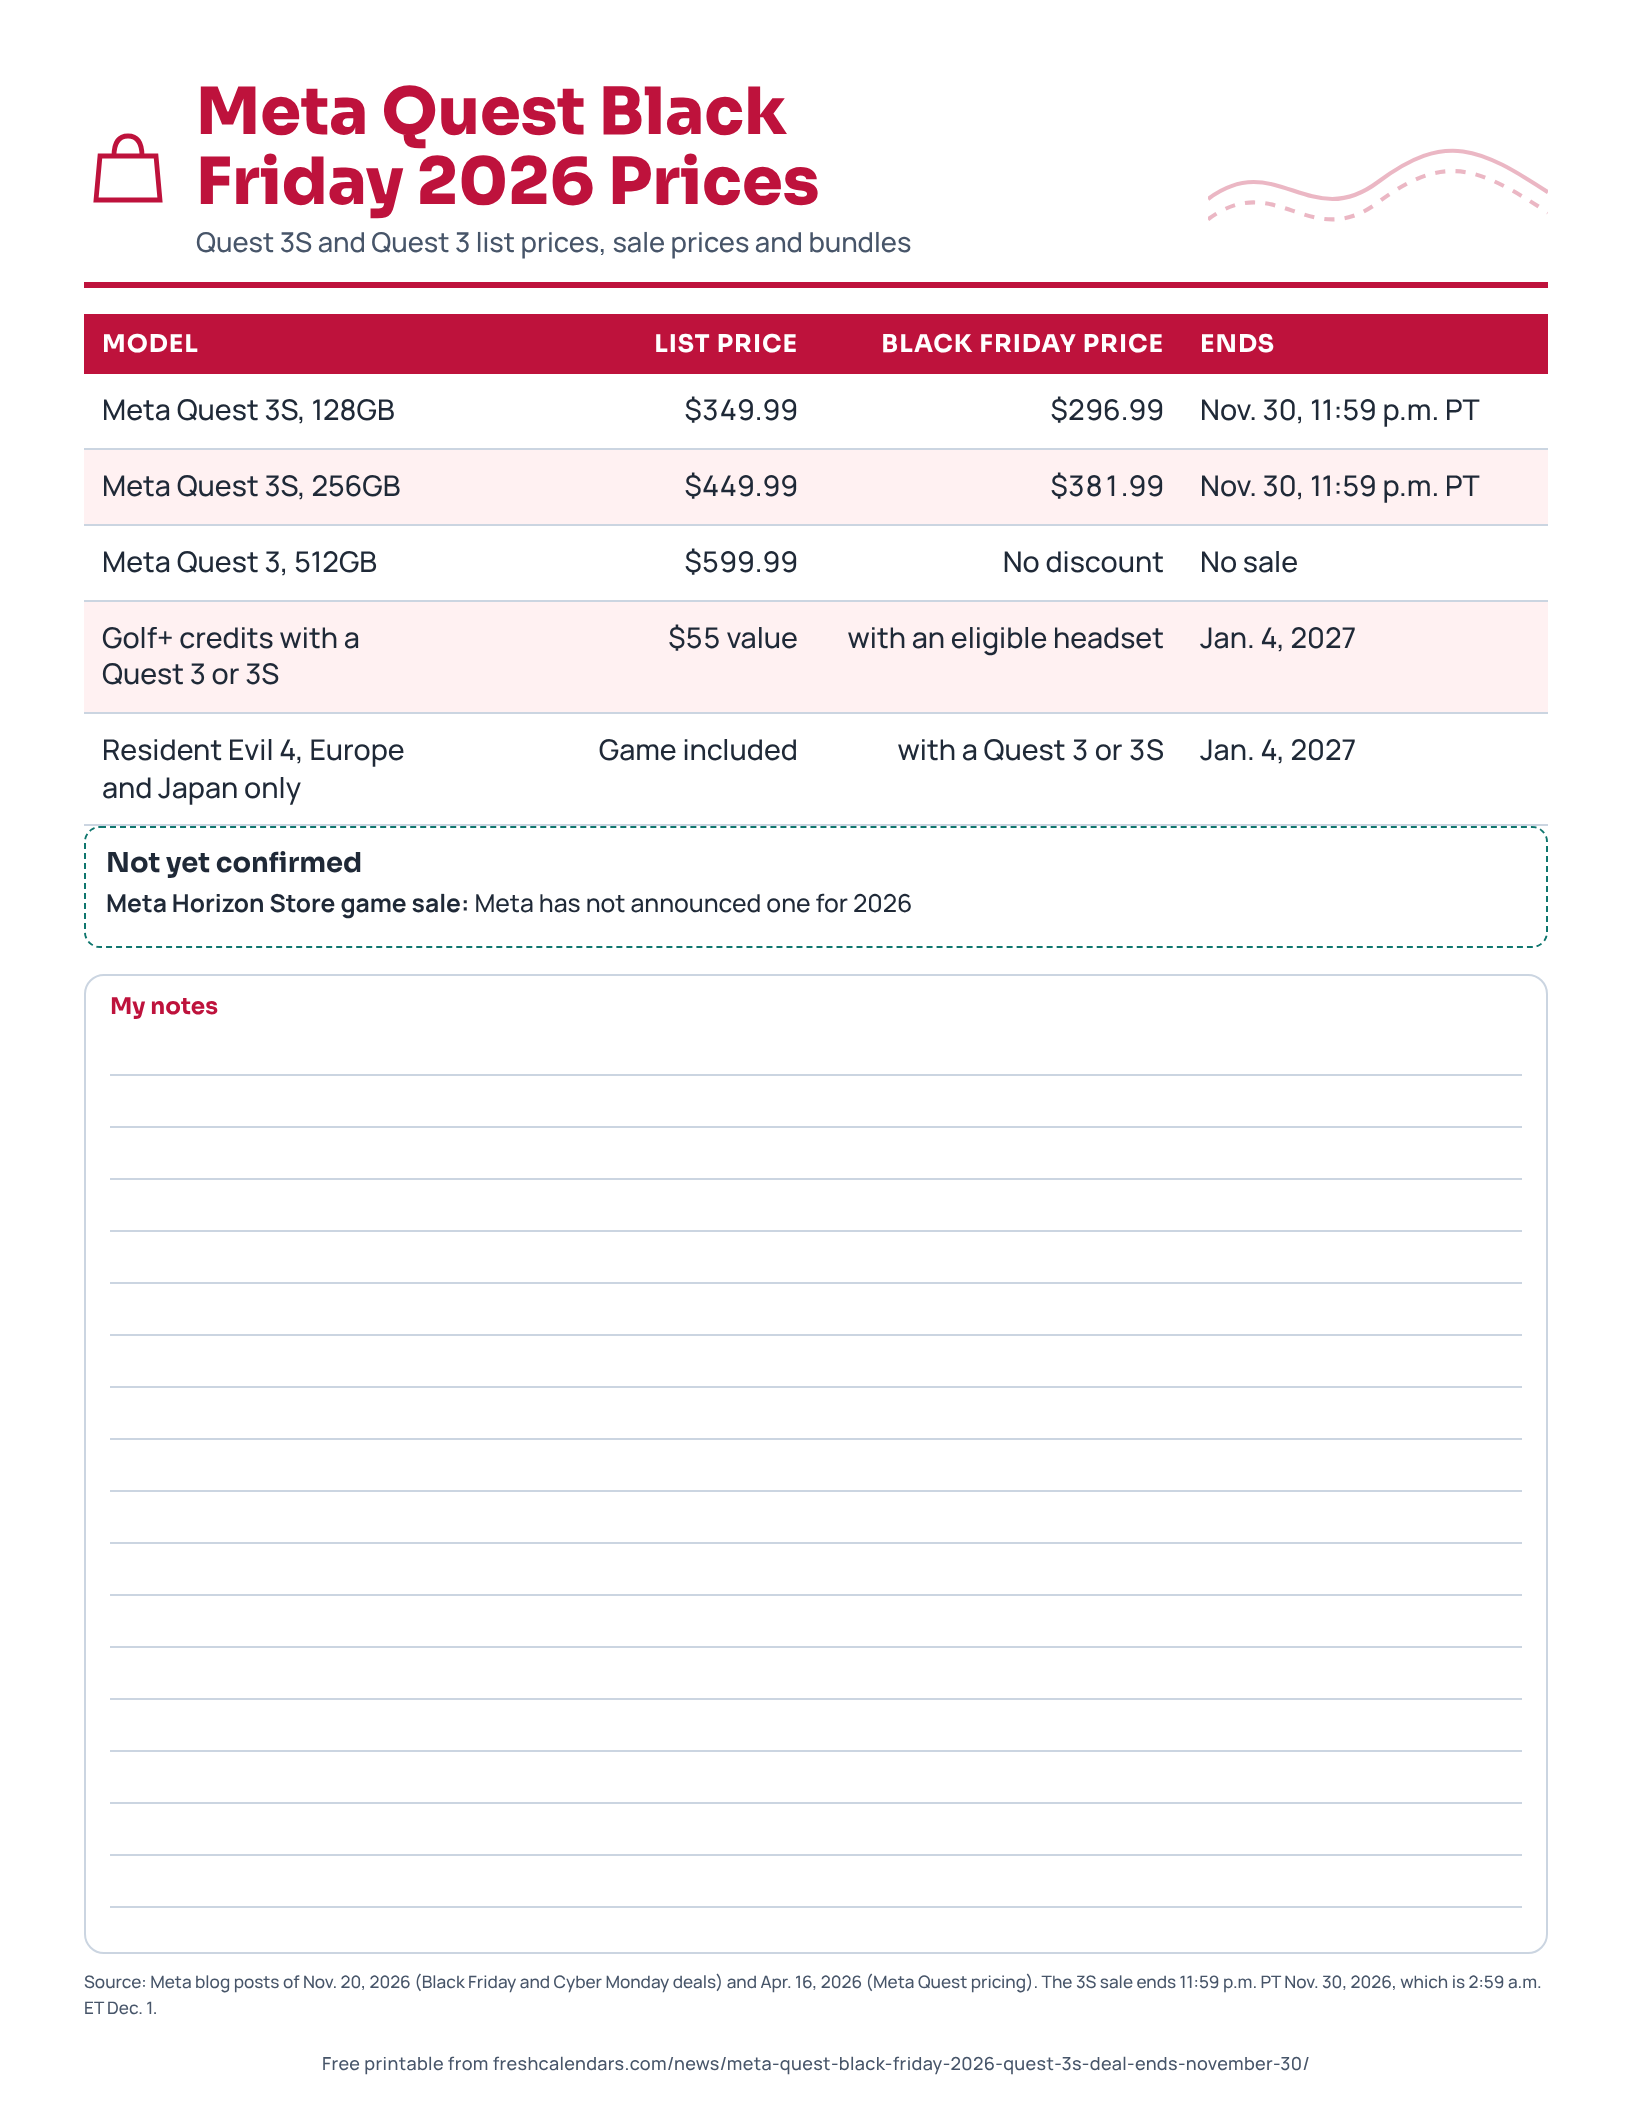 Meta Quest Black
Friday 2026 Prices
Quest 3S and Quest 3 list prices, sale prices and bundles
MODEL LIST PRICE BLACK FRIDAY PRICE ENDS
Meta Quest 3S, 128GB $349.99 $296.99 Nov. 30, 11:59 p.m. PT
Meta Quest 3S, 256GB $449.99 $381.99 Nov. 30, 11:59 p.m. PT
Meta Quest 3, 512GB $599.99 No discount No sale
Golf+ credits with a $55 value with an eligible headset Jan. 4, 2027
Quest 3 or 3S
Resident Evil 4, Europe Game included with a Quest 3 or 3S Jan. 4, 2027
and Japan only
Not yet confirmed
Meta Horizon Store game sale: Meta has not announced one for 2026
My notes
Source: Meta blog posts of Nov. 20, 2026 (Black Friday and Cyber Monday deals) and Apr. 16, 2026 (Meta Quest pricing). The 3S sale ends 11:59 p.m. PT Nov. 30, 2026, which is 2:59 a.m.
ET Dec. 1.
Free printable from freshcalendars.com/news/meta-quest-black-friday-2026-quest-3s-deal-ends-november-30/